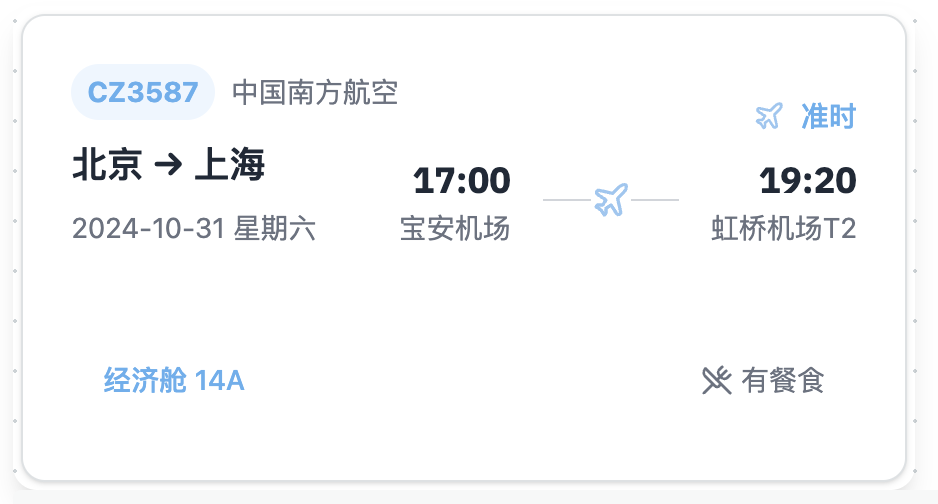 CZ3587 中国南方航空
准时
北京 → 上海
17:00
19:20
2024-10-31 星期六
宝安机场
虹桥机场T2
经济舱 14A
有餐食